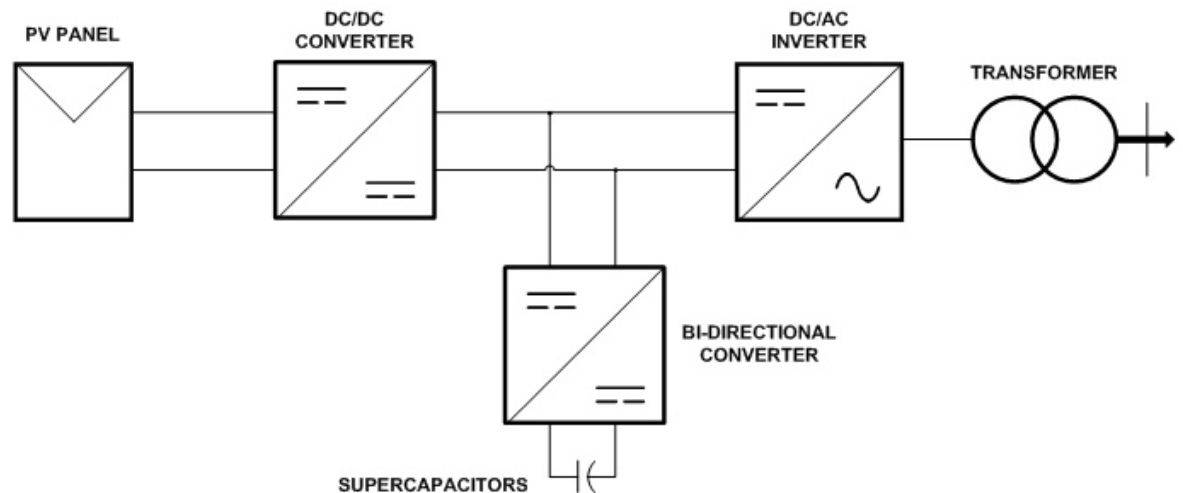 PV PANEL
DC/DC
CONVERTER
DC/AC
INVERTER
TRANSFORMER
BI-DIRECTIONAL
CONVERTER
SUPERCAPACITORS